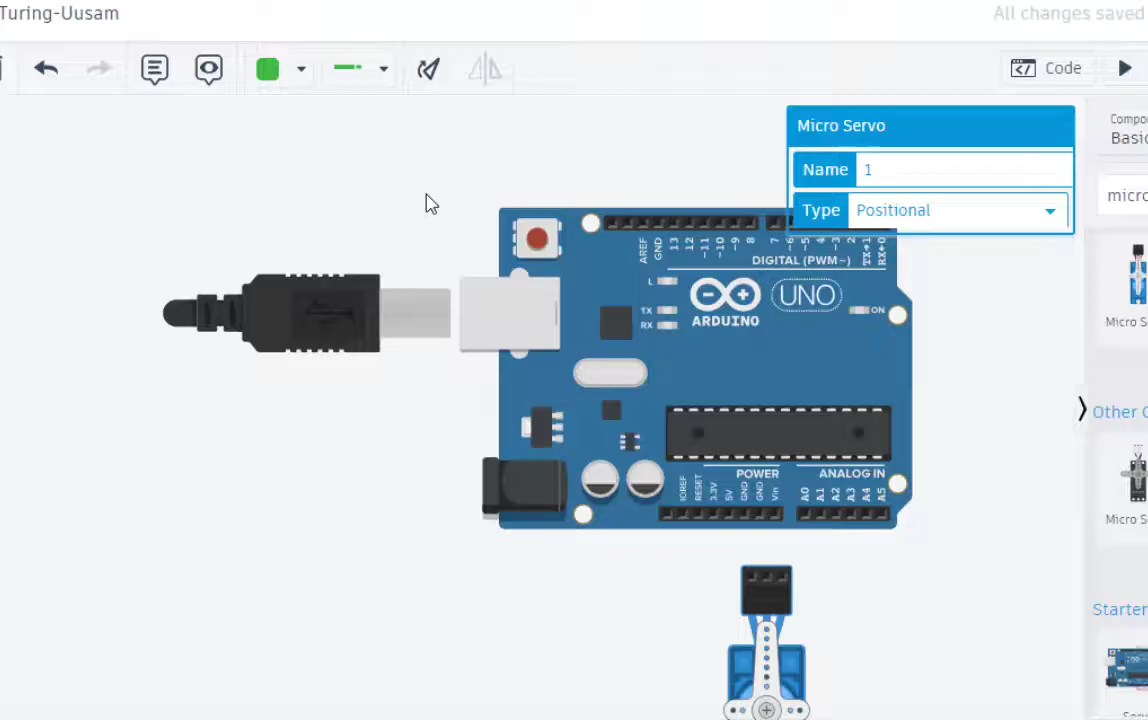 Turing-Uusam
All changes saved
Code
Micro Servo
Name 1
Type Positional
Compo
Basic
micro
AREF
GND
13
12
~11
~10
~9
8
7
~6
~5
4
~3
2
TX→1
RX←0
DIGITAL (PWM~)
L
TX
RX
ARDUINO
UNO
ON
POWER
ANALOG IN
IOREF
RESET
3.3V
5V
GND
GND
Vin
A0
A1
A2
A3
A4
A5
Micro S
Other C
Micro S
Starter